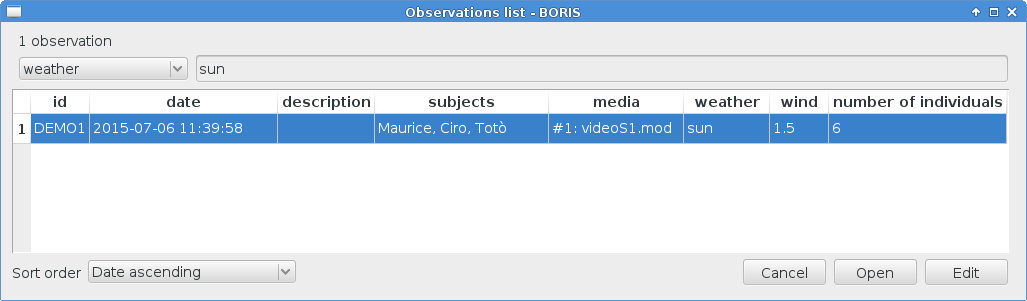 Observations list - BORIS
1 observation
weather sun
id date description subjects media weather wind number of individuals
1 DEMO1 2015-07-06 11:39:58 Maurice, Ciro, Totò #1: videoS1.mod sun 1.5 6
Sort order Date ascending Cancel Open Edit